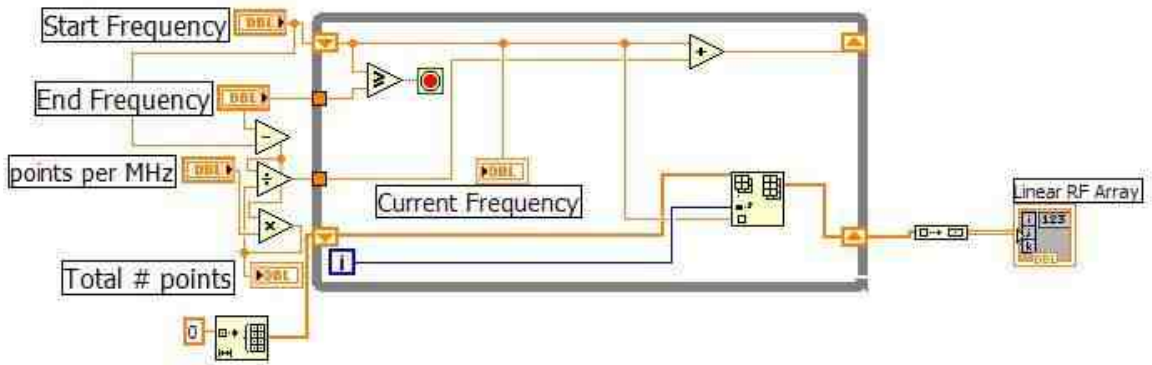 Start Frequency
DBL
End Frequency
DBL
points per MHz
DBL
DBL
Current Frequency
Linear RF Array
i
123
j
k
DBL
i
Total # points
DBL
0